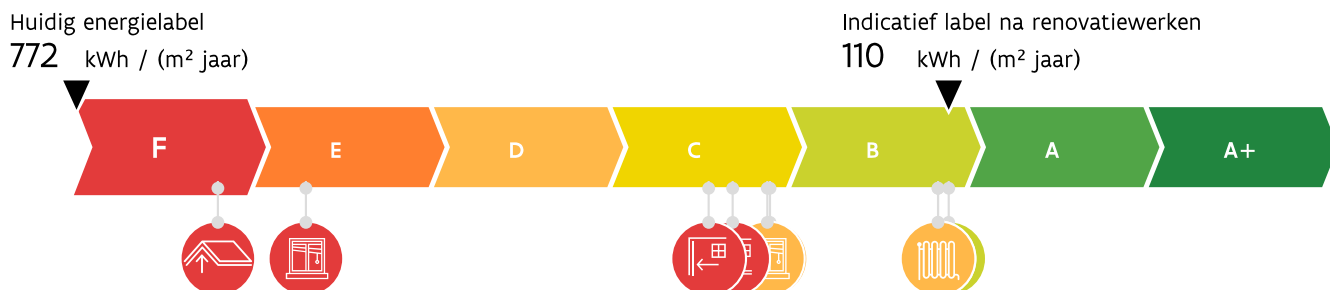 Huidig energielabel
772 kWh / (m² jaar)
Indicatief label na renovatiewerken
110 kWh / (m² jaar)
F E D C B A A+